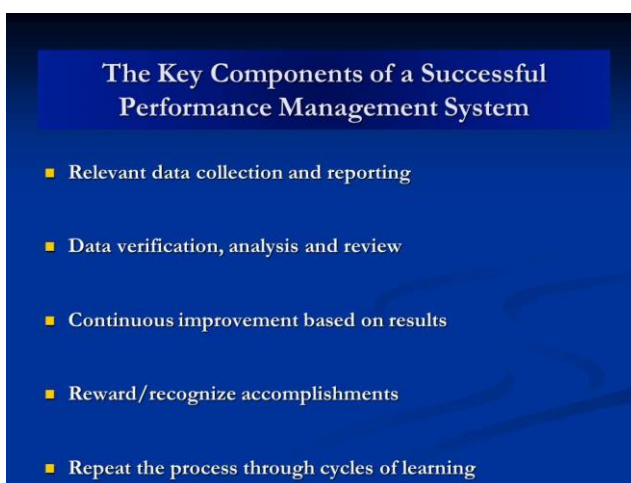 The Key Components of a Successful
Performance Management System
Relevant data collection and reporting
Data verification, analysis and review
Continuous improvement based on results
Reward/recognize accomplishments
Repeat the process through cycles of learning